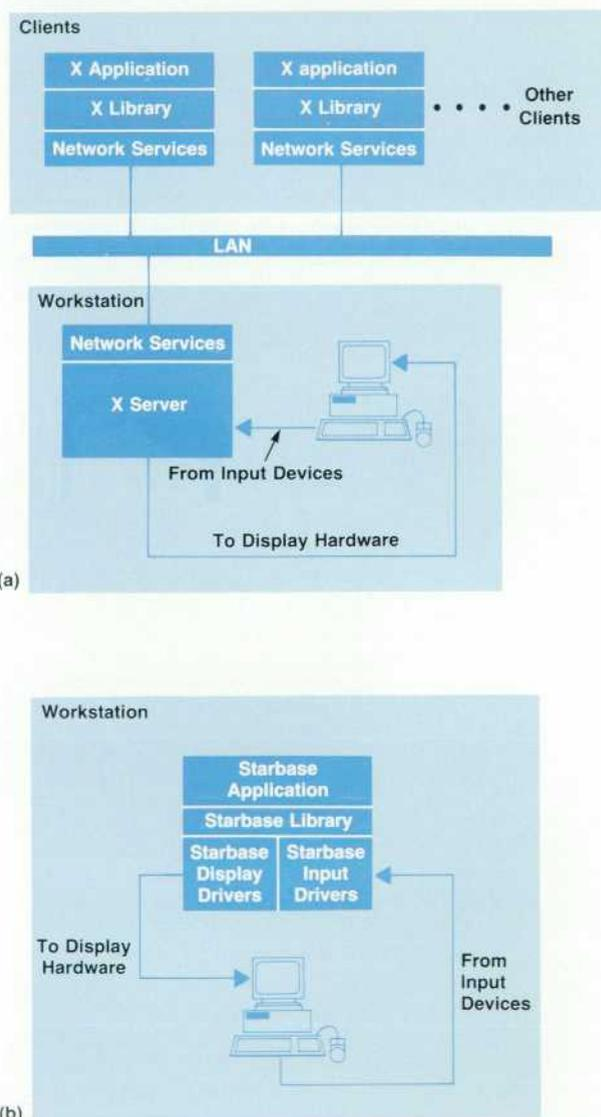 Clients
X Application
X Library
Network Services
X application
X Library
Network Services
Other
Clients
LAN
Workstation
Network Services
X Server
From Input Devices
To Display Hardware
(a)
Workstation
Starbase
Application
Starbase Library
Starbase
Display
Drivers
Starbase
Input
Drivers
To Display
Hardware
From
Input
Devices
(b)